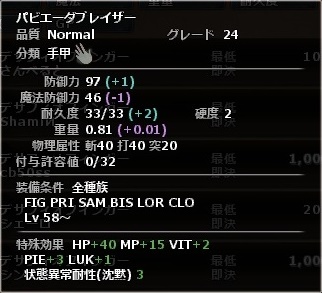 パビエーダブレイザー
品質 Normal グレード 24
分類 手甲
防御力 97 (+1)
魔法防御力 46 (-1)
耐久度 33/33 (+2) 硬度 2
重量 0.81 (+0.01)
物理属性 斬40 打40 突20
付与許容値 0/32
装備条件 全種族
FIG PRI SAM BIS LOR CLO
Lv 58～
特殊効果 HP+40 MP+15 VIT+2
PIE+3 LUK+1
状態異常耐性(沈黙) 3